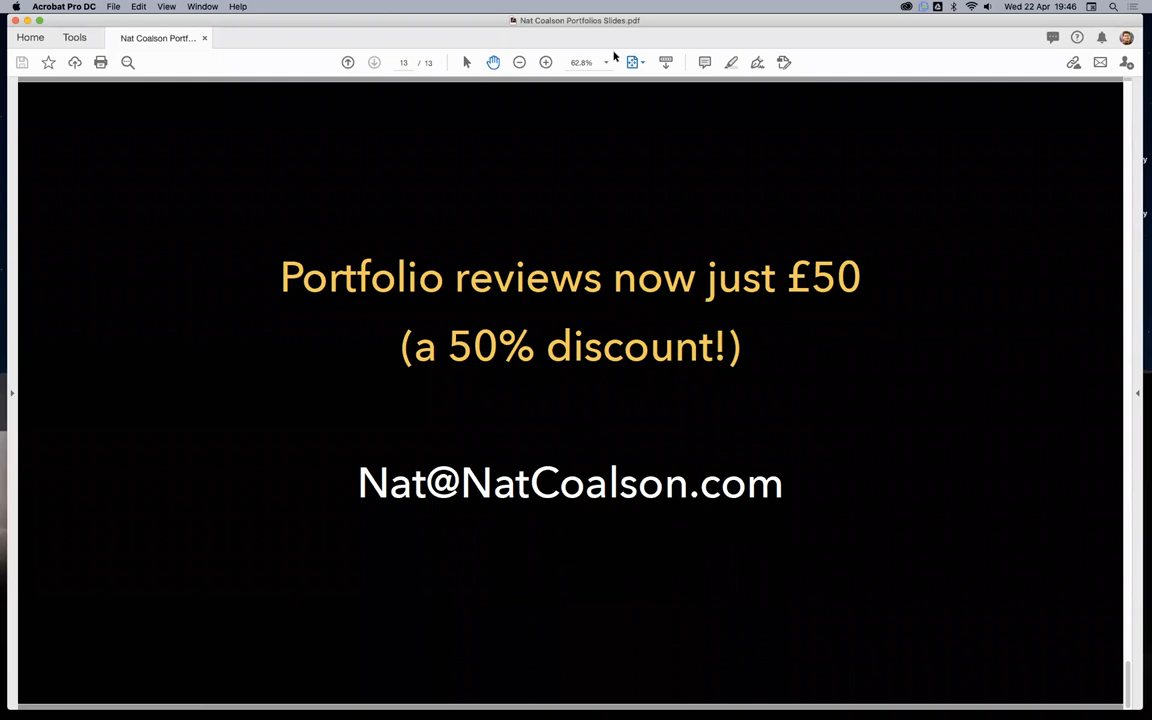 Acrobat Pro DC File Edit View Window Help Wed 22 Apr 19:46
Nat Coalson Portfolios Slides.pdf
Home Tools Nat Coalson Portf... ×
13 / 13 62.8%
Portfolio reviews now just £50
(a 50% discount!)
Nat@NatCoalson.com